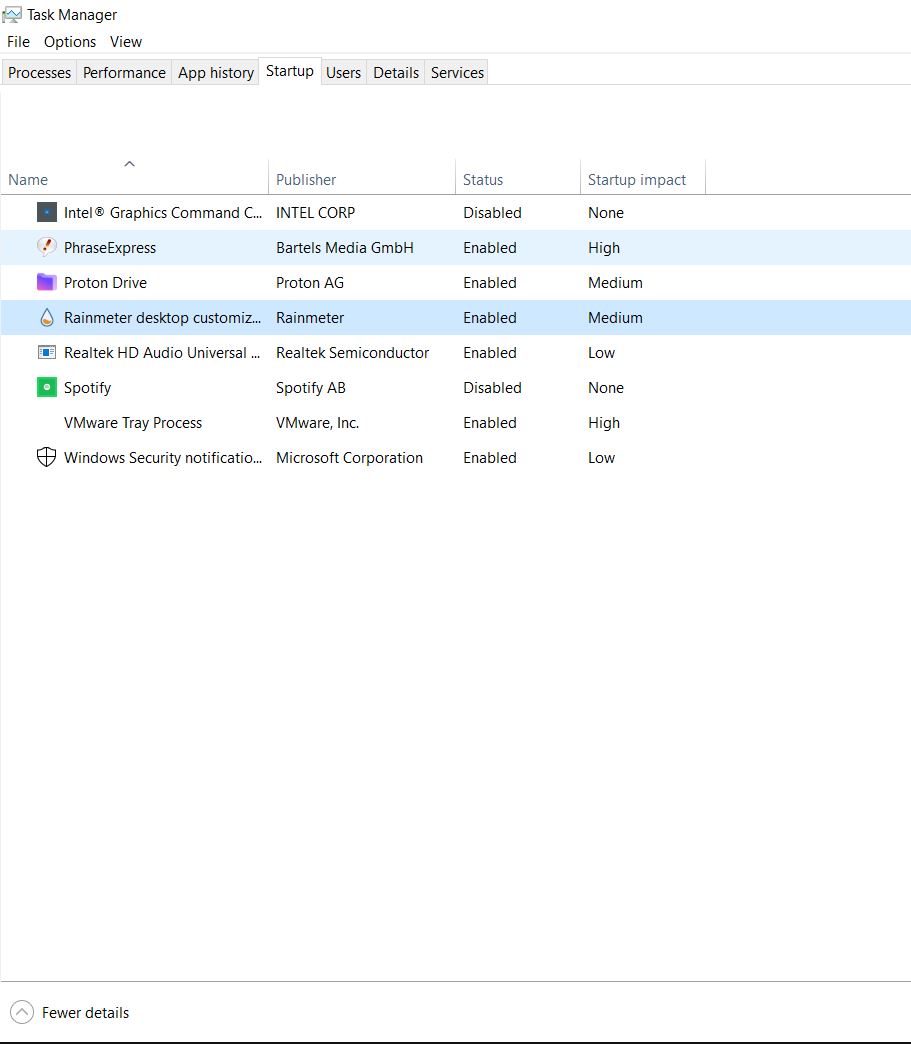 Task Manager
File Options View
Processes Performance App history Startup Users Details Services
Name Publisher Status Startup impact
Intel® Graphics Command C... INTEL CORP Disabled None
PhraseExpress Bartels Media GmbH Enabled High
Proton Drive Proton AG Enabled Medium
Rainmeter desktop customiz... Rainmeter Enabled Medium
Realtek HD Audio Universal ... Realtek Semiconductor Enabled Low
Spotify Spotify AB Disabled None
VMware Tray Process VMware, Inc. Enabled High
Windows Security notificatio... Microsoft Corporation Enabled Low
Fewer details